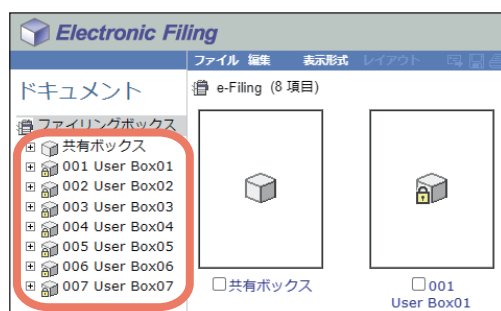 Electronic Filing
ファイル 編集 表示形式 レイアウト
ドキュメント
e-Filing (8 項目)
ファイリングボックス
共有ボックス
001 User Box01
002 User Box02
003 User Box03
004 User Box04
005 User Box05
006 User Box06
007 User Box07
共有ボックス
001
User Box01